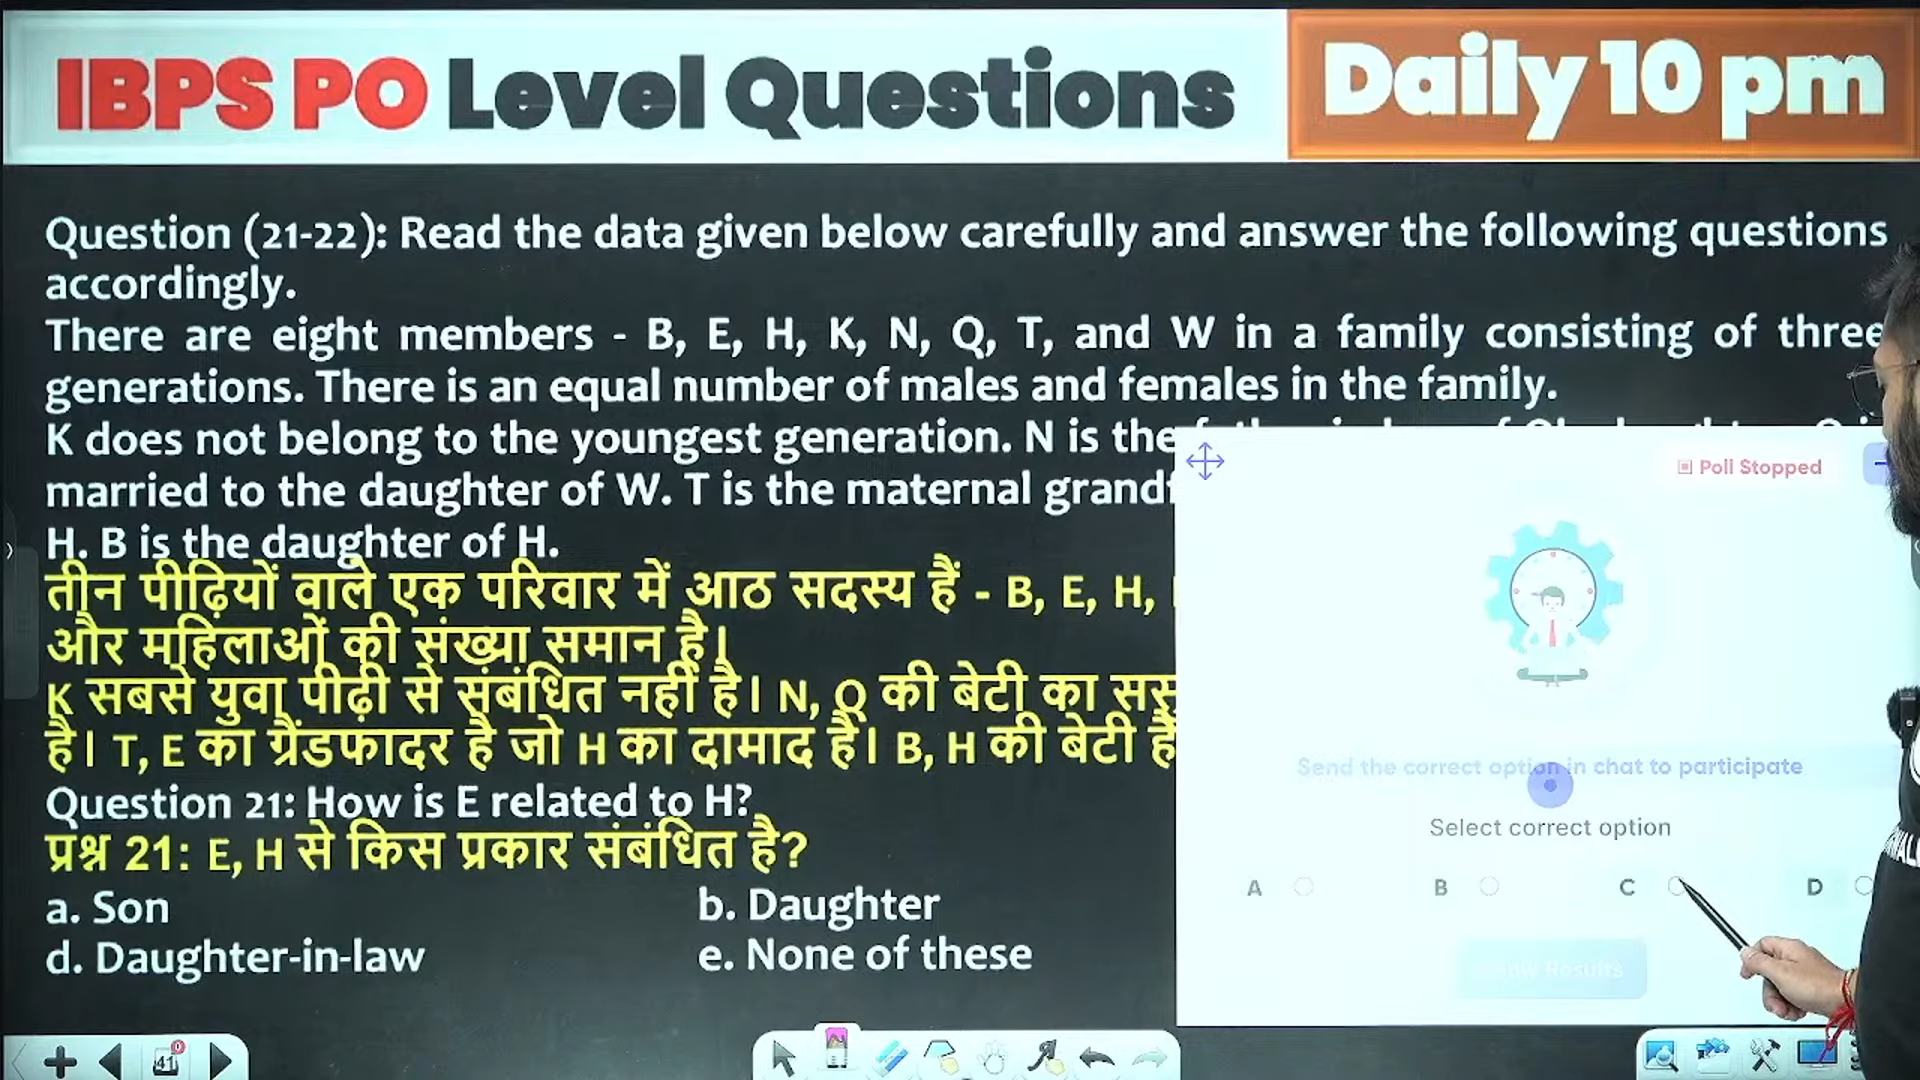 IBPS PO Level Questions
Daily 10 pm
Question (21-22): Read the data given below carefully and answer the following questions
accordingly.
There are eight members - B, E, H, K, N, Q, T, and W in a family consisting of three
generations. There is an equal number of males and females in the family.
K does not belong to the youngest generation. N is the
married to the daughter of W. T is the maternal
H. B is the daughter of H.
तीन पीढ़ियों वाले एक परिवार में आठ सदस्य हैं - B, E, H,
और महिलाओं की संख्या समान है।
K सबसे युवा पीढ़ी से संबंधित नहीं है। N, Q की बेटी का
है। T, E का ग्रैंडफादर है जो H का दामाद है। B, H की बेटी है
Question 21: How is E related to H?
प्रश्न 21: E, H से किस प्रकार संबंधित है?
a. Son
b. Daughter
d. Daughter-in-law
e. None of these
Poll Stopped
Send the correct option in chat to participate
Select correct option
A
B
C
D
Results
41
0